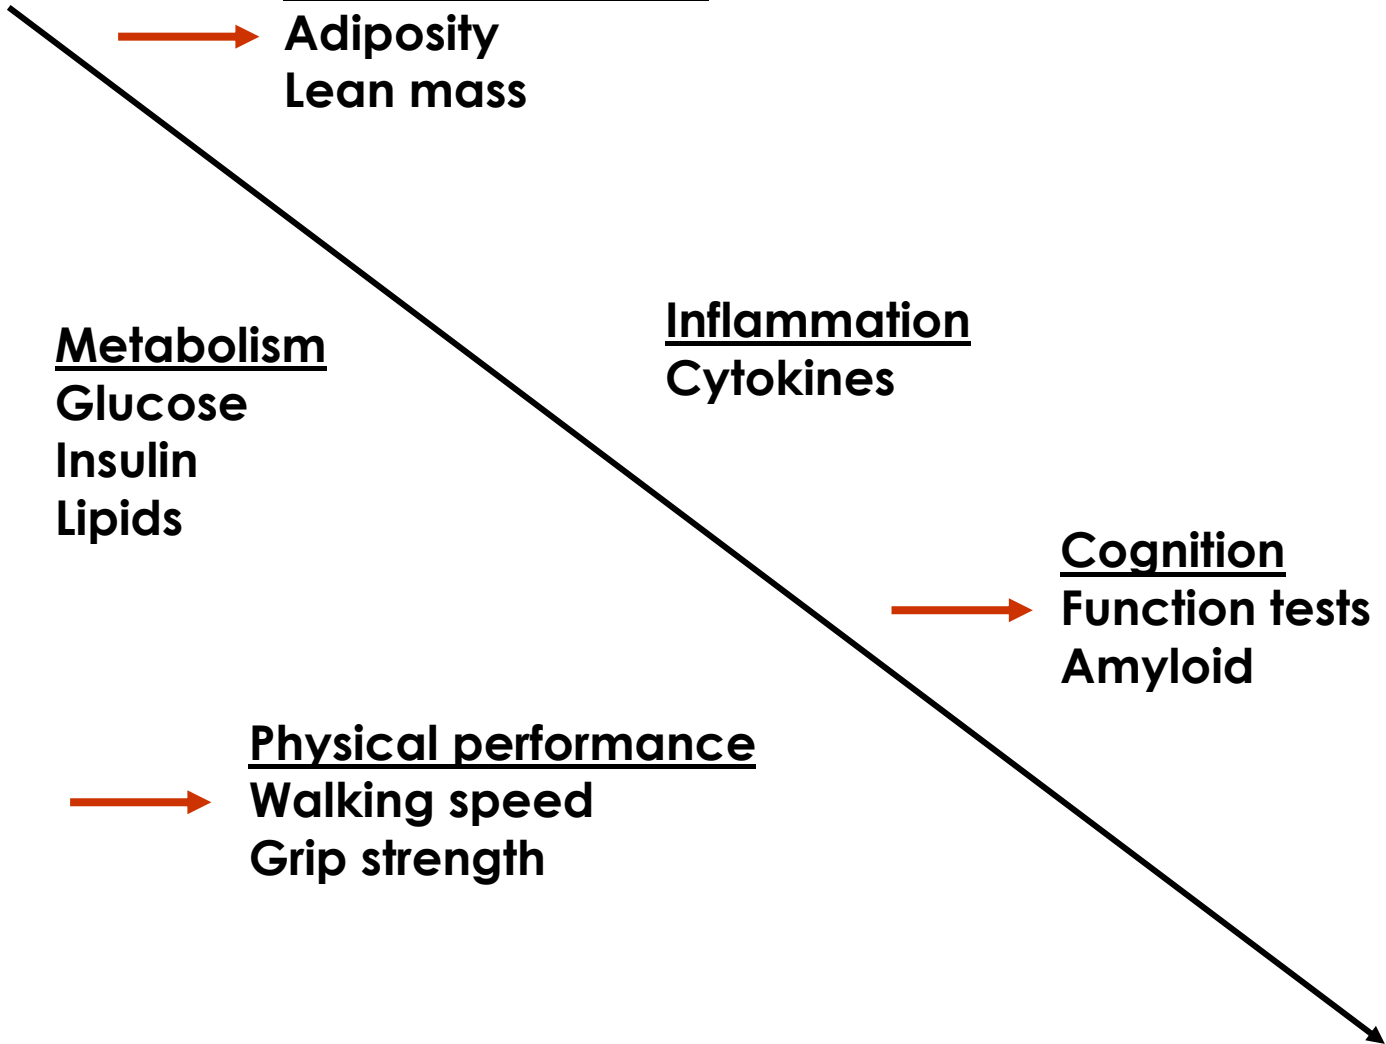 Adiposity
Lean mass
Inflammation
Cytokines
Metabolism
Glucose
Insulin
Lipids
Cognition
Function tests
Amyloid
Physical performance
Walking speed
Grip strength